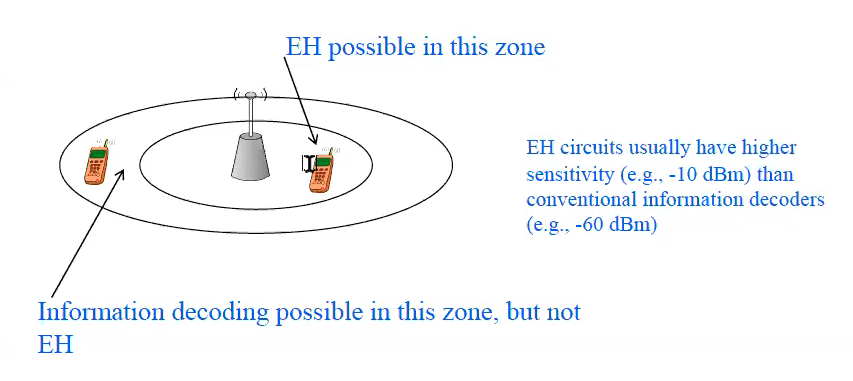 EH possible in this zone
EH circuits usually have higher
sensitivity (e.g., -10 dBm) than
conventional information decoders
(e.g., -60 dBm)
Information decoding possible in this zone, but not
EH